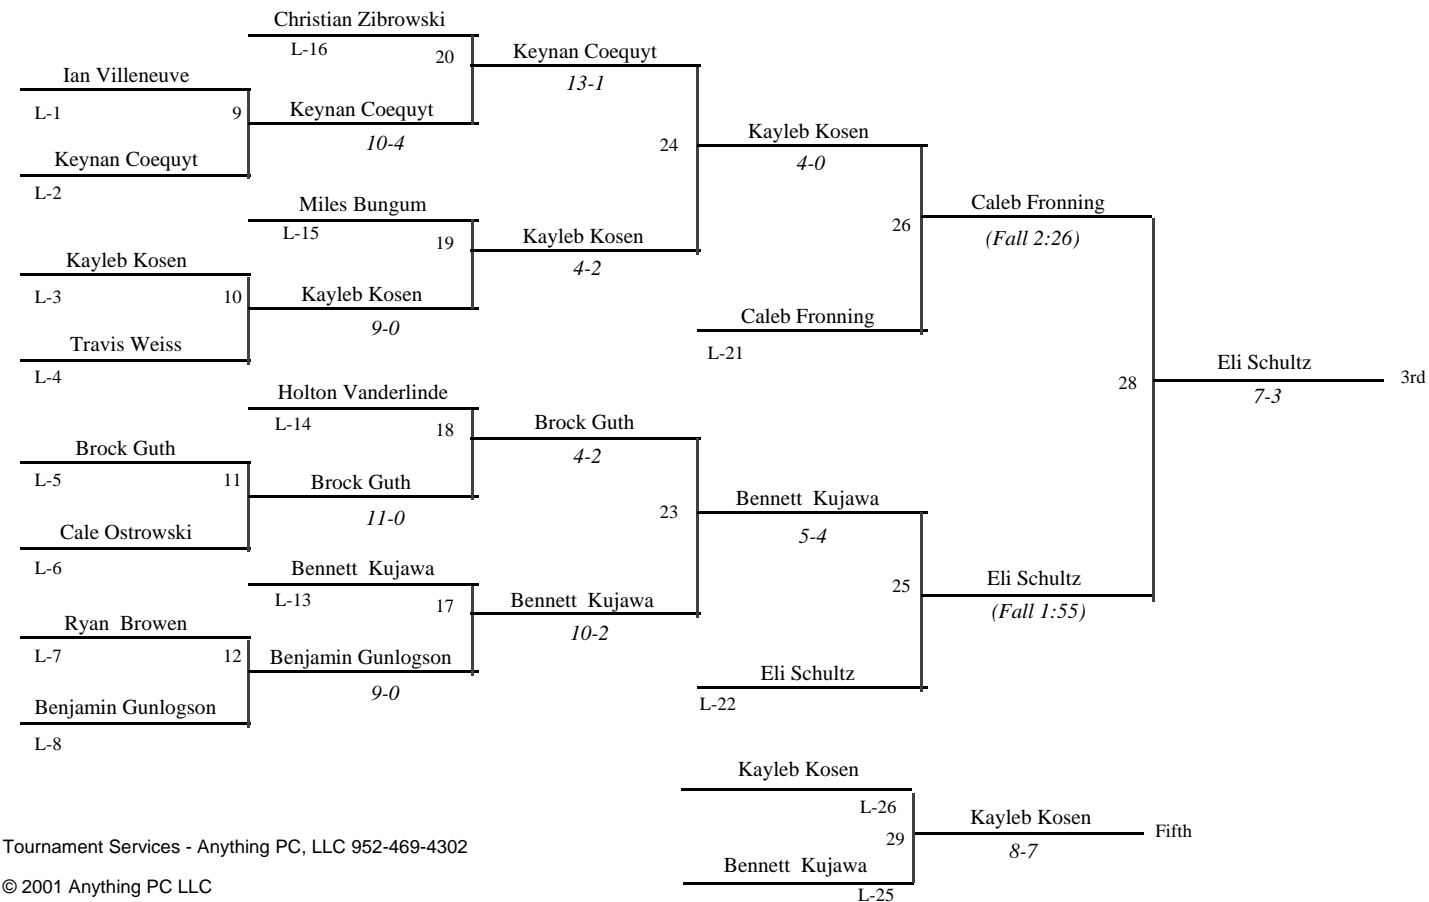 Christian Zibrowski
L-16
20
Keynan Coequyt
13-1
Ian Villeneuve
L-1
9
Keynan Coequyt
10-4
24
Kayleb Kosen
4-0
Keynan Coequyt
L-2
Miles Bungum
L-15
19
Kayleb Kosen
4-2
26
Caleb Fronning
(Fall 2:26)
Kayleb Kosen
L-3
10
Kayleb Kosen
9-0
Caleb Fronning
L-21
Travis Weiss
L-4
Holton Vanderlinde
L-14
18
Brock Guth
4-2
28
Eli Schultz
7-3
3rd
Brock Guth
L-5
11
Brock Guth
11-0
23
Bennett  Kujawa
5-4
Cale Ostrowski
L-6
Bennett  Kujawa
L-13
17
Bennett  Kujawa
10-2
25
Eli Schultz
(Fall 1:55)
Ryan  Browen
L-7
12
Benjamin Gunlogson
9-0
Eli Schultz
L-22
Benjamin Gunlogson
L-8
Kayleb Kosen
L-26
29
Kayleb Kosen
8-7
Fifth
Bennett  Kujawa
L-25
Tournament Services - Anything PC, LLC 952-469-4302
© 2001 Anything PC LLC